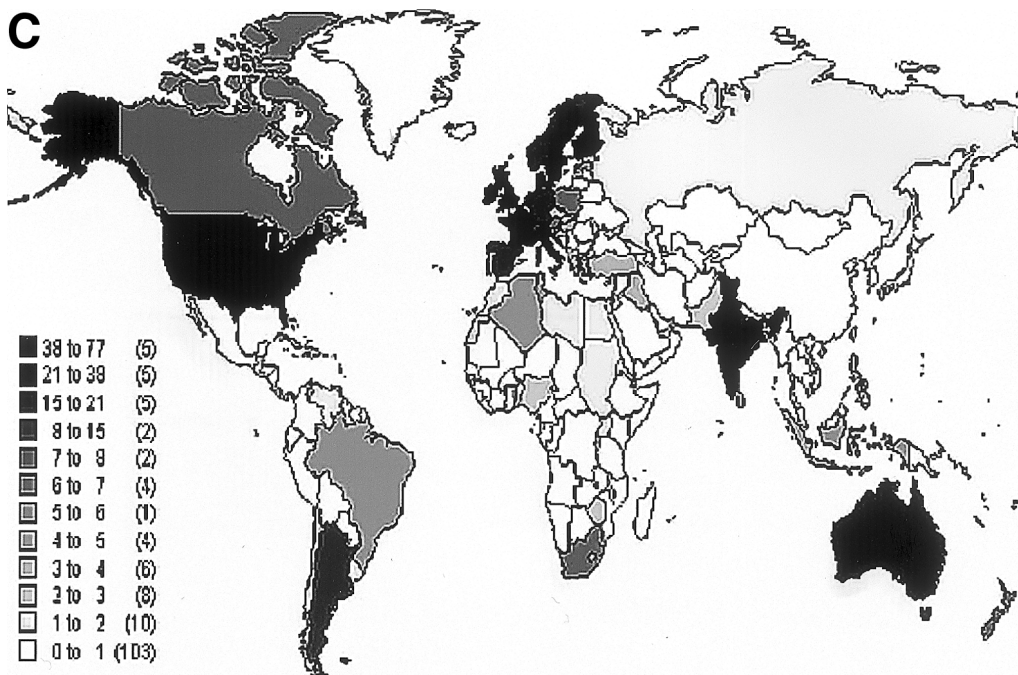 C
38 to 77 (5)
21 to 38 (5)
15 to 21 (5)
8 to 15 (2)
7 to 8 (2)
6 to 7 (4)
5 to 6 (1)
4 to 5 (4)
3 to 4 (6)
2 to 3 (8)
1 to 2 (10)
0 to 1 (103)